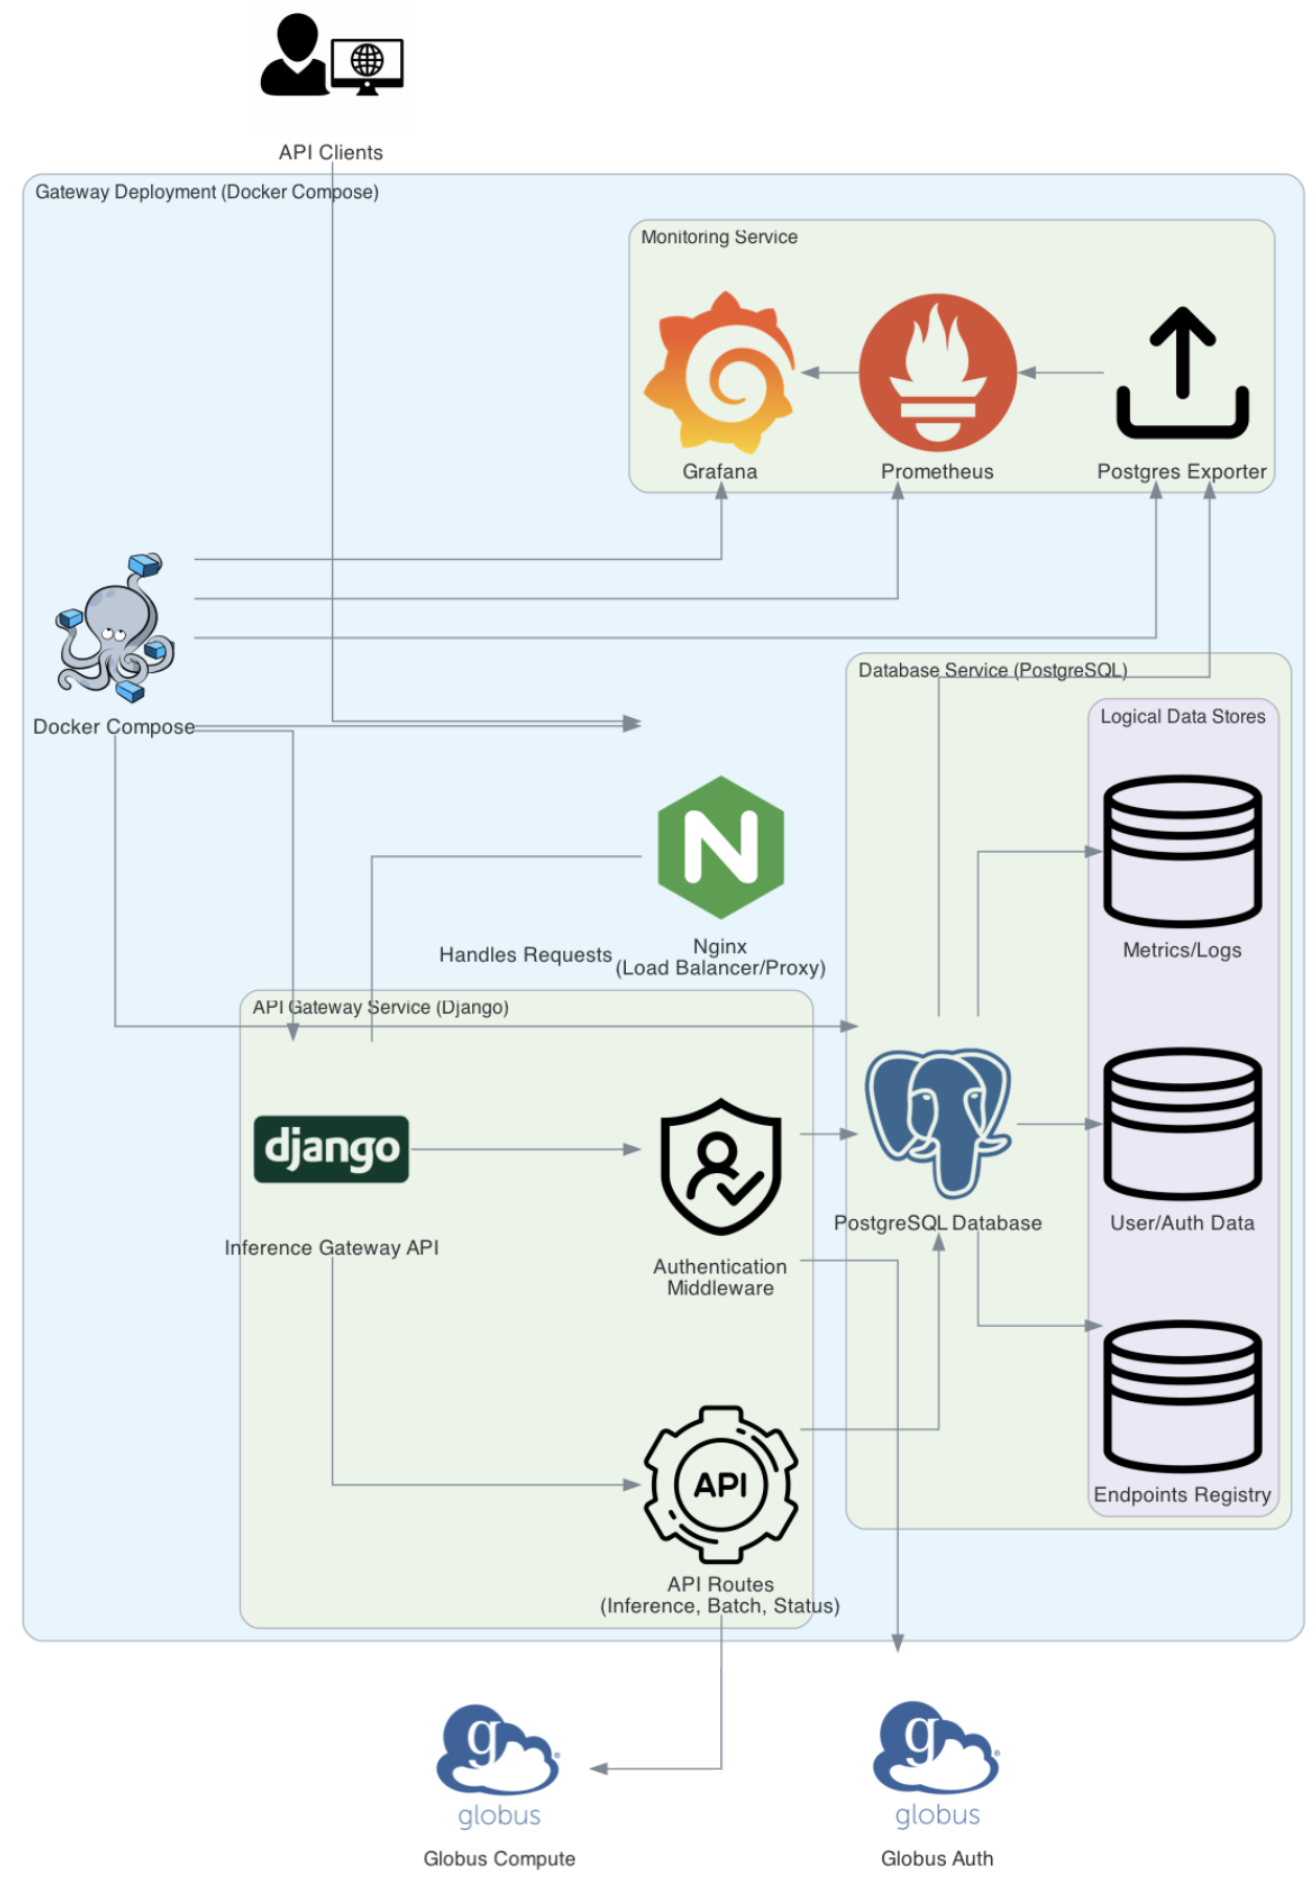 API Clients
Gateway Deployment (Docker Compose)
Monitoring Service
Grafana
Prometheus
Postgres Exporter
Docker Compose
Database Service (PostgreSQL)
Logical Data Stores
N
Metrics/Logs
Handles Requests
Nginx
(Load Balancer/Proxy)
API Gateway Service (Django)
django
Inference Gateway API
Authentication
Middleware
PostgreSQL Database
User/Auth Data
API
Endpoints Registry
API Routes
(Inference, Batch, Status)
g
globus
Globus Compute
g
globus
Globus Auth